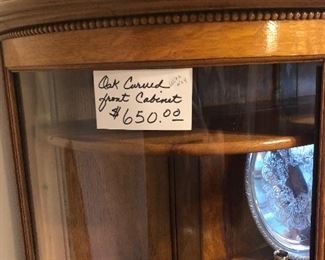 Oak Curved
front Cabinet
$650.00